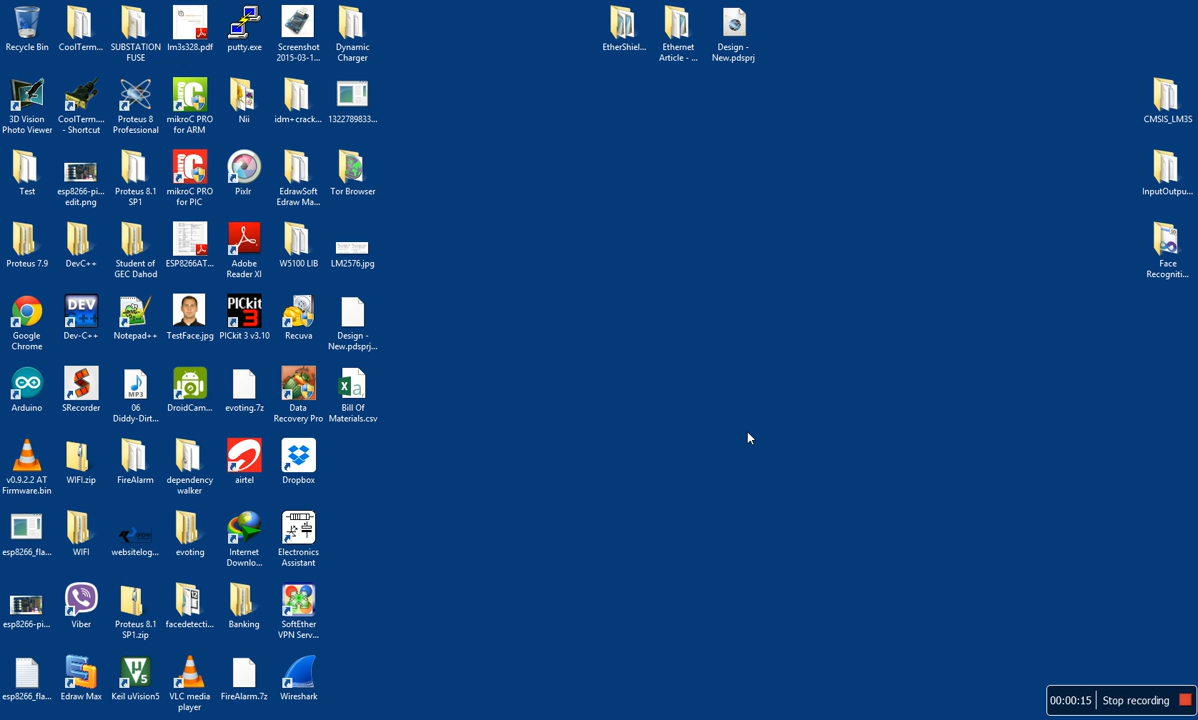 Recycle Bin
CoolTerm...
SUBSTATION
FUSE
lm3s328.pdf
putty.exe
Screenshot
2015-03-1...
Dynamic
Charger
EtherShiel...
Ethernet
Article - ...
Design -
New.pdsprj
3D Vision
Photo Viewer
CoolTerm....
- Shortcut
Proteus 8
Professional
mikroC PRO
for ARM
Nii
idm+crack...
1322789833...
CMSIS_LM3S
Test
esp8266-pi...
edit.png
Proteus 8.1
SP1
mikroC PRO
for PIC
Pixlr
EdrawSoft
Edraw Ma...
Tor Browser
InputOutpu...
Proteus 7.9
DevC++
Student of
GEC Dahod
ESP8266AT...
Adobe
Reader XI
W5100 LIB
LM2576.jpg
Face
Recogniti...
Google
Chrome
DEV
Dev-C++
Notepad++
TestFace.jpg
PICkit
3
PICkit 3 v3.10
Recuva
Design -
New.pdsprj...
Arduino
SRecorder
MP3
06
Diddy-Dirt...
DroidCam...
evoting.7z
Data
Recovery Pro
Bill Of
Materials.csv
v0.9.2.2 AT
Firmware.bin
WIFI.zip
FireAlarm
dependency
walker
airtel
Dropbox
esp8266_fla...
WIFI
websitelog...
evoting
Internet
Downlo...
Electronics
Assistant
esp8266-pi...
Viber
Proteus 8.1
SP1.zip
facedetecti...
Banking
SoftEther
VPN Serv...
esp8266_fla...
Edraw Max
Keil uVision5
VLC media
player
FireAlarm.7z
Wireshark
00:00:15 Stop recording